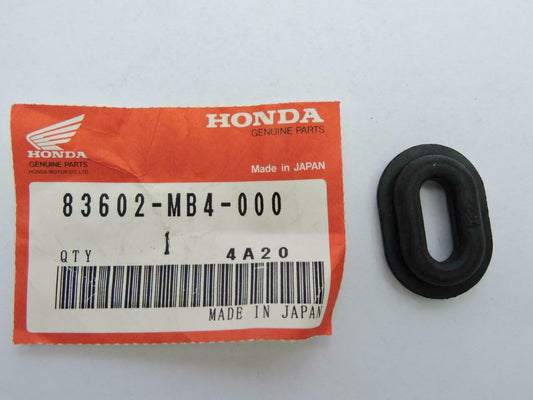 HONDA
GENUINE PARTS
HONDA MOTOR CO., LTD.
HONDA
GENUINE PARTS
Made in JAPAN
83602-MB4-000
1
QTY
4A20
MADE IN JAPAN